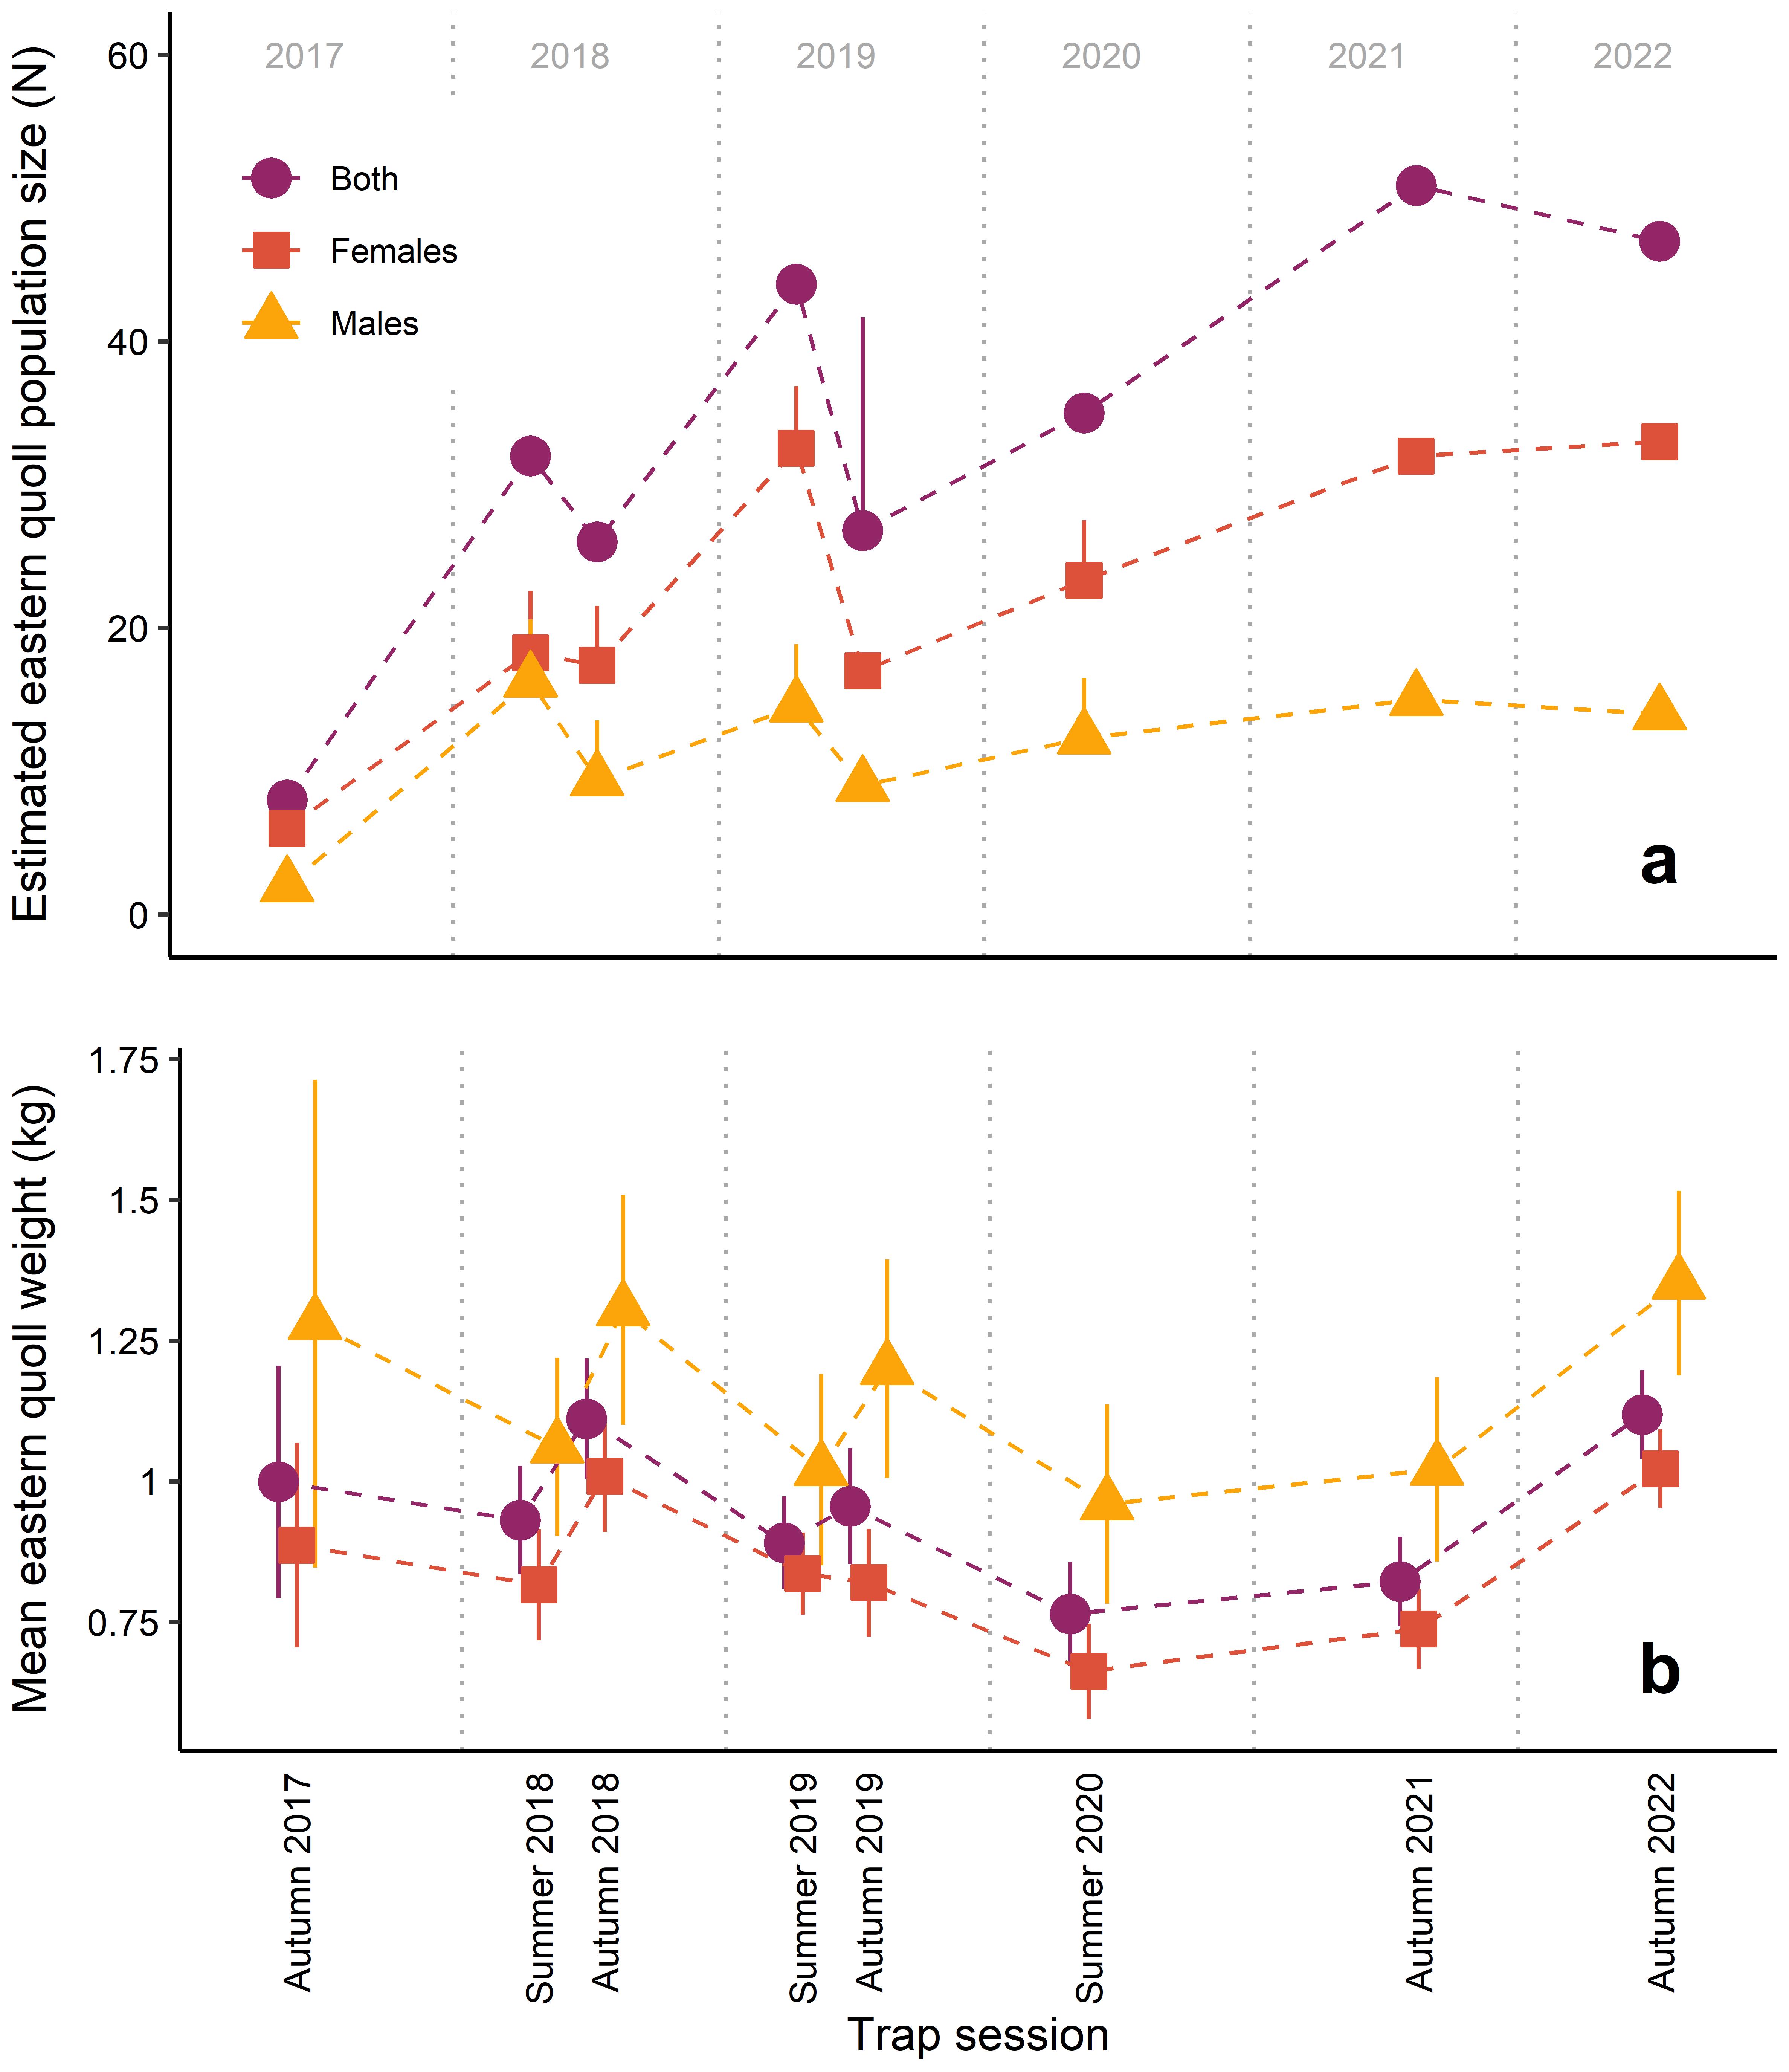 Estimated eastern quoll population size (N)
60
40
20
0
2017
2018
2019
2020
2021
2022
Both
Females
Males
a
Mean eastern quoll weight (kg)
1.75
1.5
1.25
1
0.75
b
Autumn 2017
Summer 2018
Autumn 2018
Summer 2019
Autumn 2019
Summer 2020
Autumn 2021
Autumn 2022
Trap session